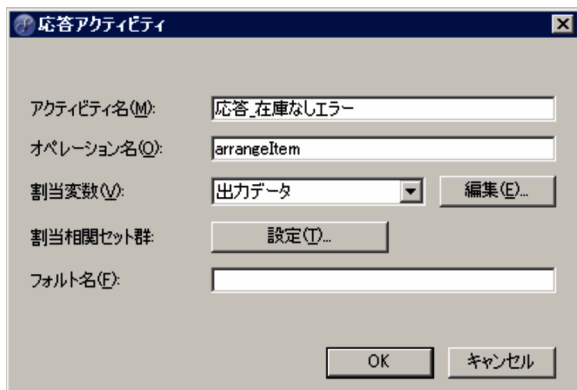 応答アクティビティ
アクティビティ名(M): 応答_在庫なしエラー
オペレーション名(O): arrangeItem
割当変数(V): 出力データ 編集(E)...
割当相関セット群: 設定(T)...
フォルト名(F):
OK キャンセル